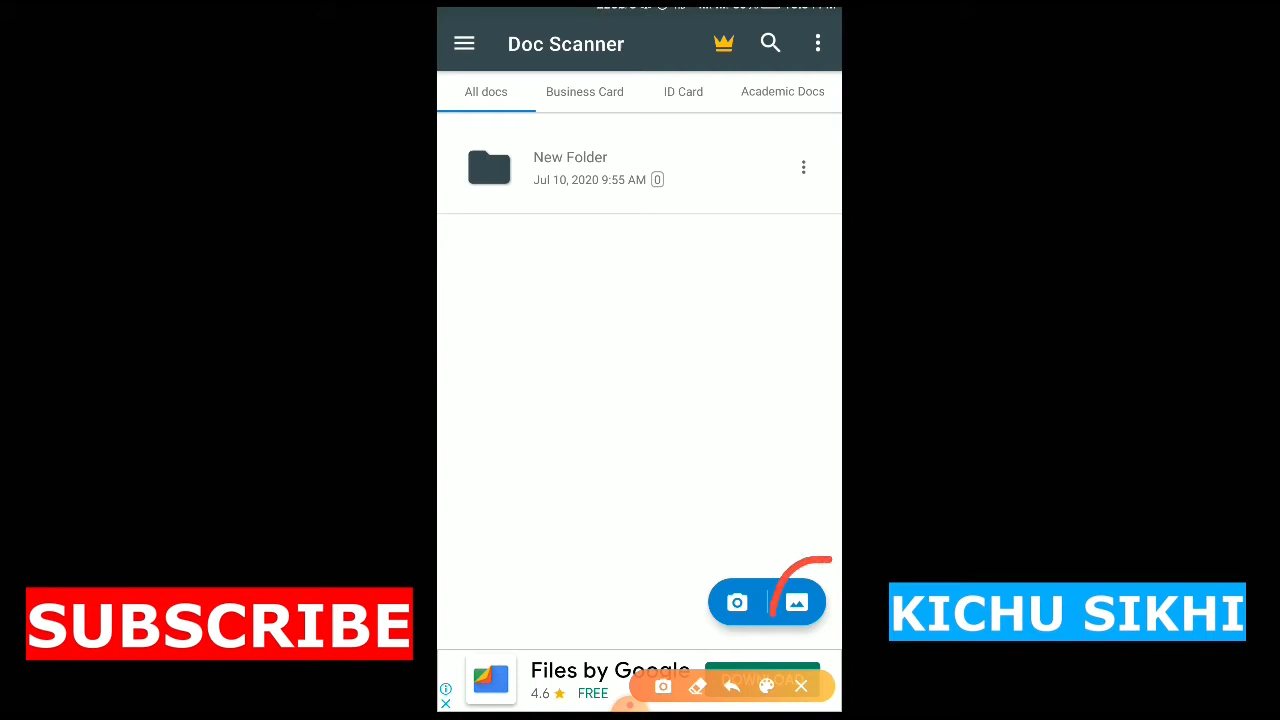 Doc Scanner
All docs
Business Card
ID Card
Academic Docs
New Folder
Jul 10, 2020 9:55 AM 0
SUBSCRIBE
KICHU SIKHI
Files by Google
4.6 FREE
DOWNLOAD